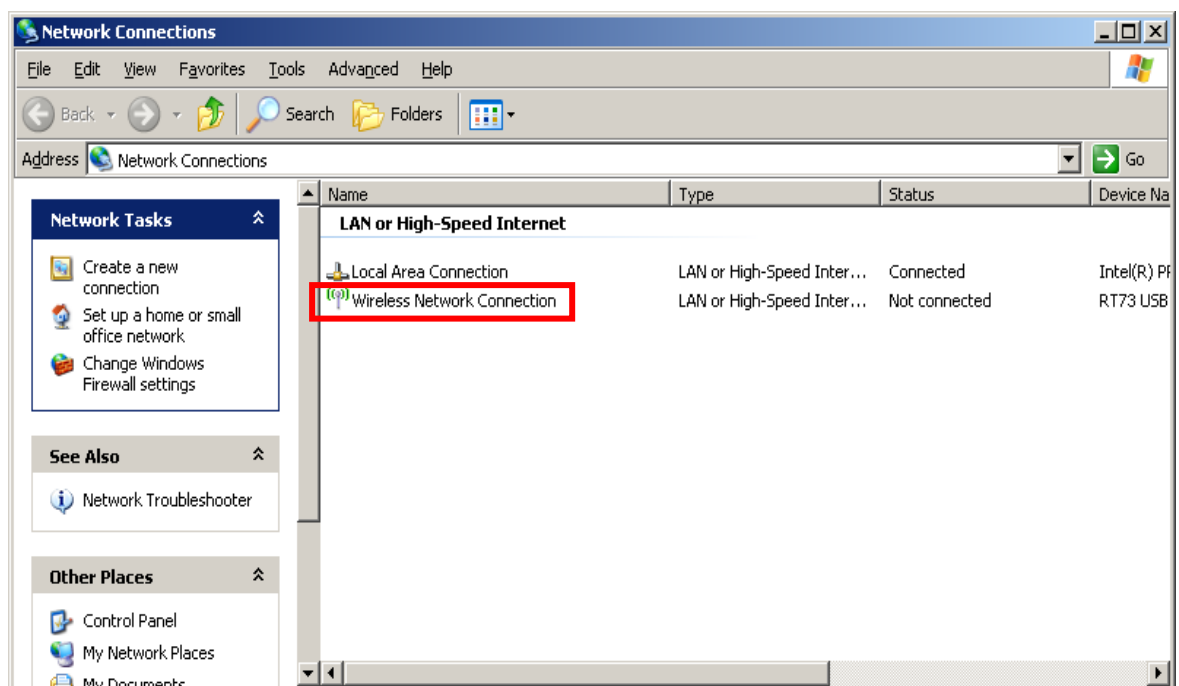 Network Connections
File Edit View Favorites Tools Advanced Help
Back Search Folders
Address Network Connections Go
Network Tasks
Create a new
connection
Set up a home or small
office network
Change Windows
Firewall settings
See Also
Network Troubleshooter
Other Places
Control Panel
My Network Places
My Documents
Name Type Status Device Na
LAN or High-Speed Internet
Local Area Connection LAN or High-Speed Inter... Connected Intel(R) PR
Wireless Network Connection LAN or High-Speed Inter... Not connected RT73 USB